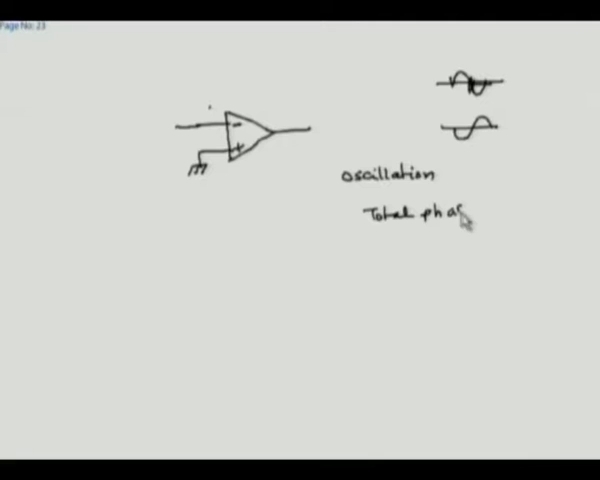 Page No: 23
-
+
oscillation
Total phas